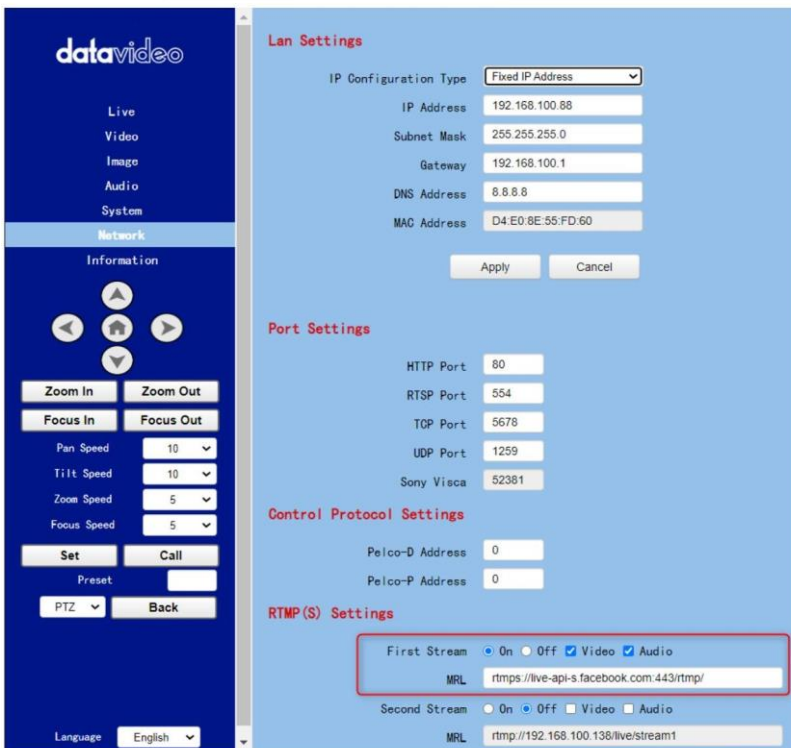 datavideo
Live
Video
Image
Audio
System
Network
Information
Zoom In Zoom Out
Focus In Focus Out
Pan Speed 10
Tilt Speed 10
Zoom Speed 5
Focus Speed 5
Set Call
Preset
PTZ Back
Language English
Lan Settings
IP Configuration Type Fixed IP Address
IP Address 192.168.100.88
Subnet Mask 255.255.255.0
Gateway 192.168.100.1
DNS Address 8.8.8.8
MAC Address D4:E0:8E:55:FD:60
Apply Cancel
Port Settings
HTTP Port 80
RTSP Port 554
TCP Port 5678
UDP Port 1259
Sony Visca 52381
Control Protocol Settings
Pelco-D Address 0
Pelco-P Address 0
RTMP(S) Settings
First Stream On Off Video Audio
MRL rtmps://live-api-s.facebook.com:443/rtmp/
Second Stream On Off Video Audio
MRL rtmp://192.168.100.138/live/stream1